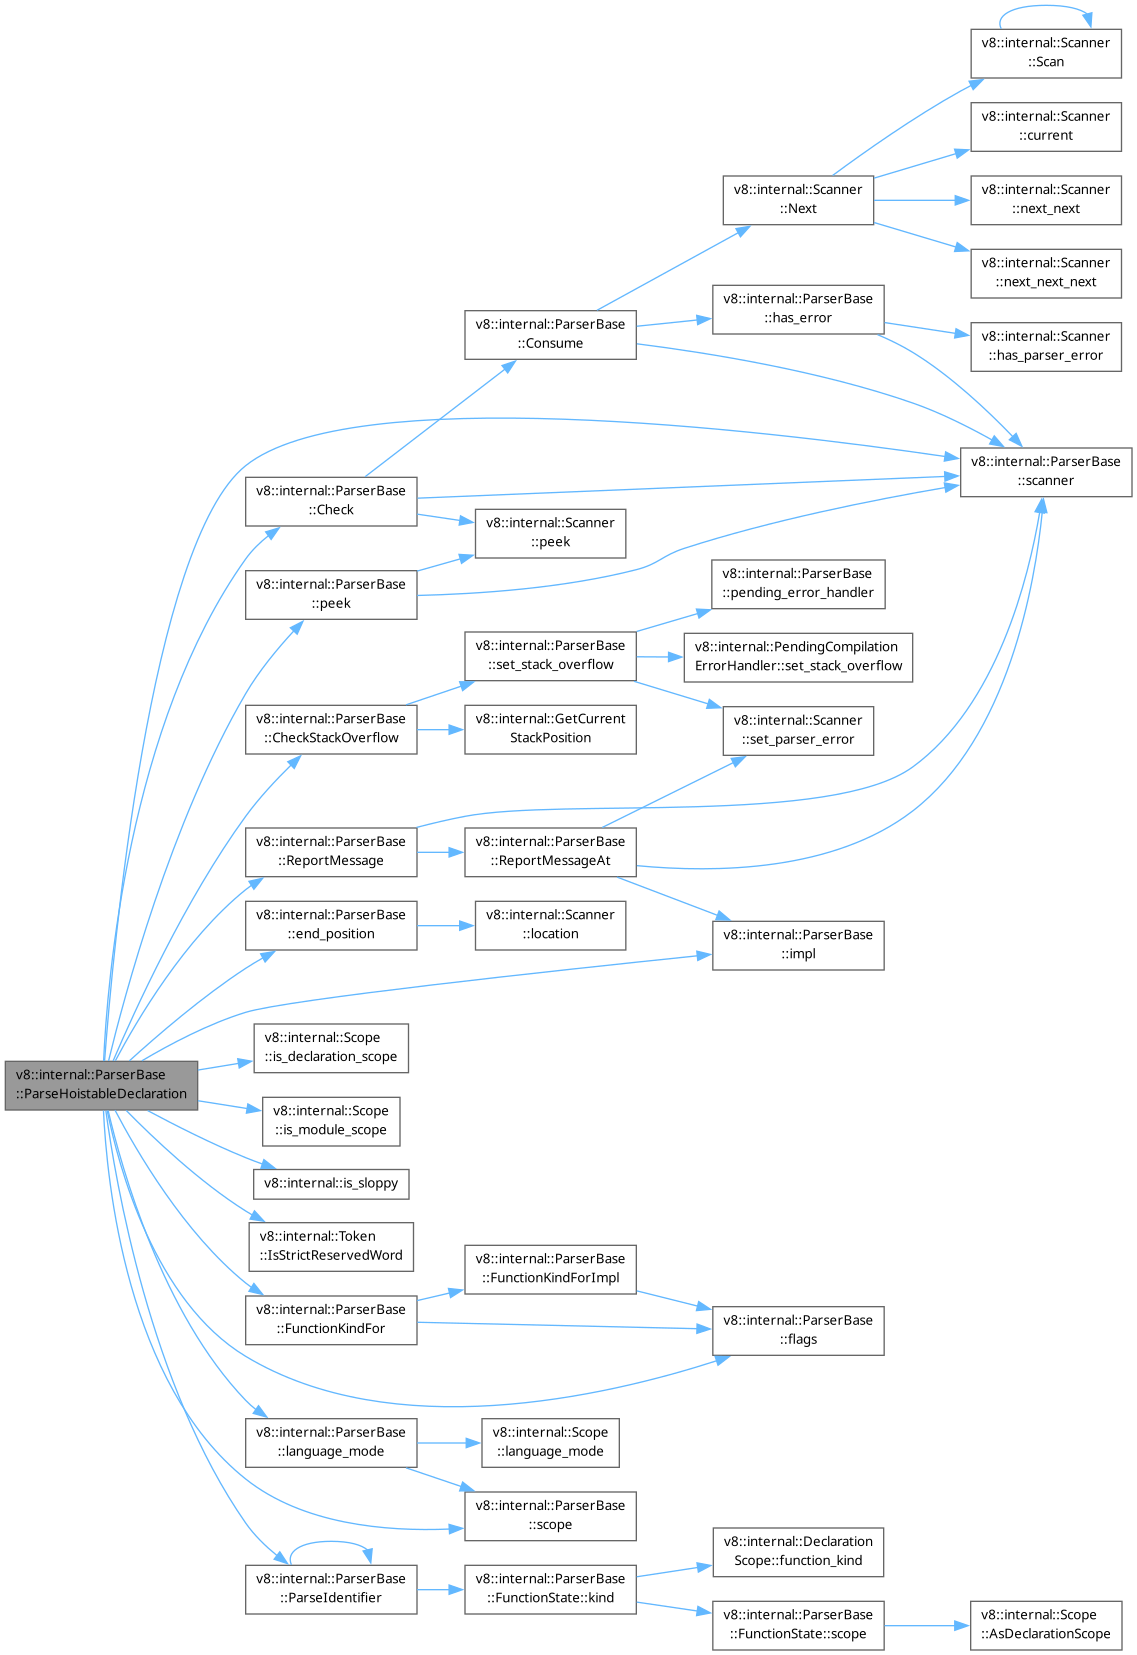 v8::internal::Scanner
::Scan
v8::internal::Scanner
::current
v8::internal::Scanner
::Next
v8::internal::Scanner
::next_next
v8::internal::Scanner
::next_next_next
v8::internal::ParserBase
::has_error
v8::internal::ParserBase
::Consume
v8::internal::Scanner
::has_parser_error
v8::internal::ParserBase
::scanner
v8::internal::ParserBase
::Check
v8::internal::Scanner
::peek
v8::internal::ParserBase
::peek
v8::internal::ParserBase
::pending_error_handler
v8::internal::ParserBase
::set_stack_overflow
v8::internal::PendingCompilation
ErrorHandler::set_stack_overflow
v8::internal::ParserBase
::CheckStackOverflow
v8::internal::GetCurrent
StackPosition
v8::internal::Scanner
::set_parser_error
v8::internal::ParserBase
::ReportMessage
v8::internal::ParserBase
::ReportMessageAt
v8::internal::ParserBase
::end_position
v8::internal::Scanner
::location
v8::internal::ParserBase
::impl
v8::internal::Scope
::is_declaration_scope
v8::internal::ParserBase
::ParseHoistableDeclaration
v8::internal::Scope
::is_module_scope
v8::internal::is_sloppy
v8::internal::Token
::IsStrictReservedWord
v8::internal::ParserBase
::FunctionKindForImpl
v8::internal::ParserBase
::FunctionKindFor
v8::internal::ParserBase
::flags
v8::internal::ParserBase
::language_mode
v8::internal::Scope
::language_mode
v8::internal::ParserBase
::scope
v8::internal::Declaration
Scope::function_kind
v8::internal::ParserBase
::ParseIdentifier
v8::internal::ParserBase
::FunctionState::kind
v8::internal::ParserBase
::FunctionState::scope
v8::internal::Scope
::AsDeclarationScope